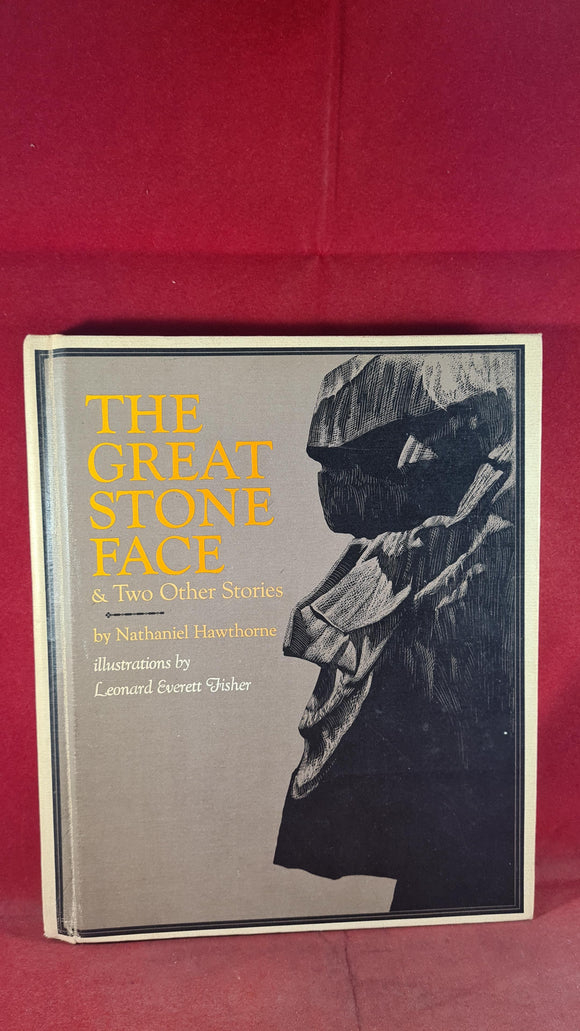 THE
GREAT
STONE
FACE
& Two Other Stories
by Nathaniel Hawthorne
illustrations by
Leonard Everett Fisher